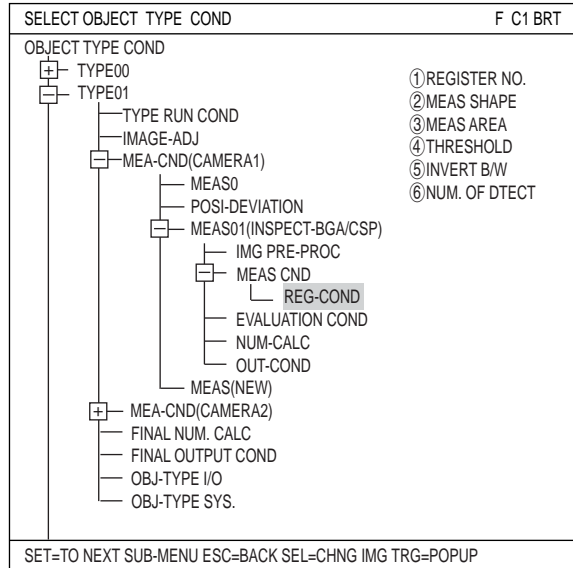 SELECT OBJECT TYPE COND F C1 BRT
OBJECT TYPE COND
+ TYPE00
- TYPE01
TYPE RUN COND
IMAGE-ADJ
- MEA-CND(CAMERA1)
MEAS0
POSI-DEVIATION
- MEAS01(INSPECT-BGA/CSP)
IMG PRE-PROC
- MEAS CND
REG-COND
EVALUATION COND
NUM-CALC
OUT-COND
MEAS(NEW)
+ MEA-CND(CAMERA2)
FINAL NUM. CALC
FINAL OUTPUT COND
OBJ-TYPE I/O
OBJ-TYPE SYS.
①REGISTER NO.
②MEAS SHAPE
③MEAS AREA
④THRESHOLD
⑤INVERT B/W
⑥NUM. OF DTECT
SET=TO NEXT SUB-MENU ESC=BACK SEL=CHNG IMG TRG=POPUP